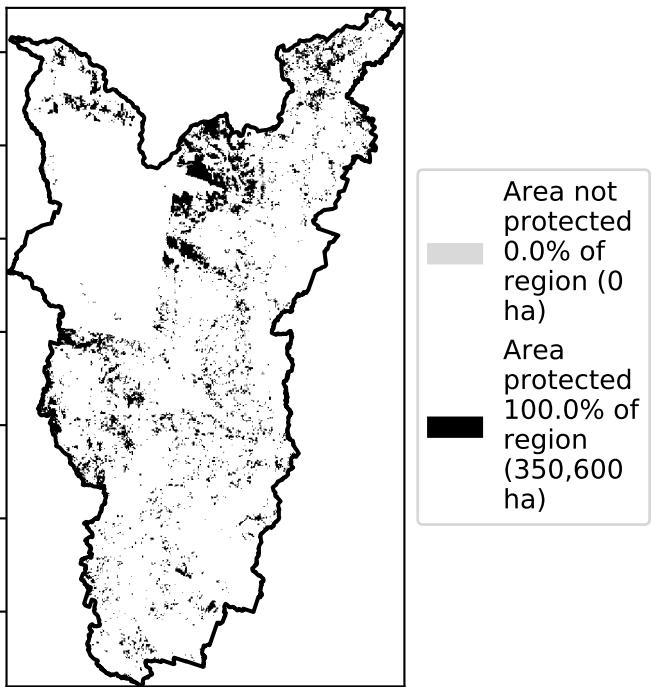 Area not
protected
0.0% of
region (0
ha)
Area
protected
100.0% of
region
(350,600
ha)